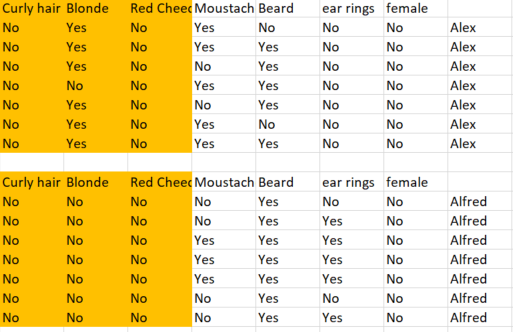 Curly hair Blonde Red Cheec Moustach Beard ear rings female
No Yes No Yes No No No Alex
No Yes No Yes Yes No No Alex
No Yes No No Yes No No Alex
No No No Yes Yes No No Alex
No Yes No No Yes No No Alex
No Yes No Yes No No No Alex
No Yes No Yes Yes No No Alex
Curly hair Blonde Red Cheec Moustach Beard ear rings female
No No No No Yes No No Alfred
No No No No Yes Yes No Alfred
No No No Yes Yes Yes No Alfred
No No No Yes Yes Yes No Alfred
No No No Yes Yes Yes No Alfred
No No No No Yes No No Alfred
No No No No Yes Yes No Alfred